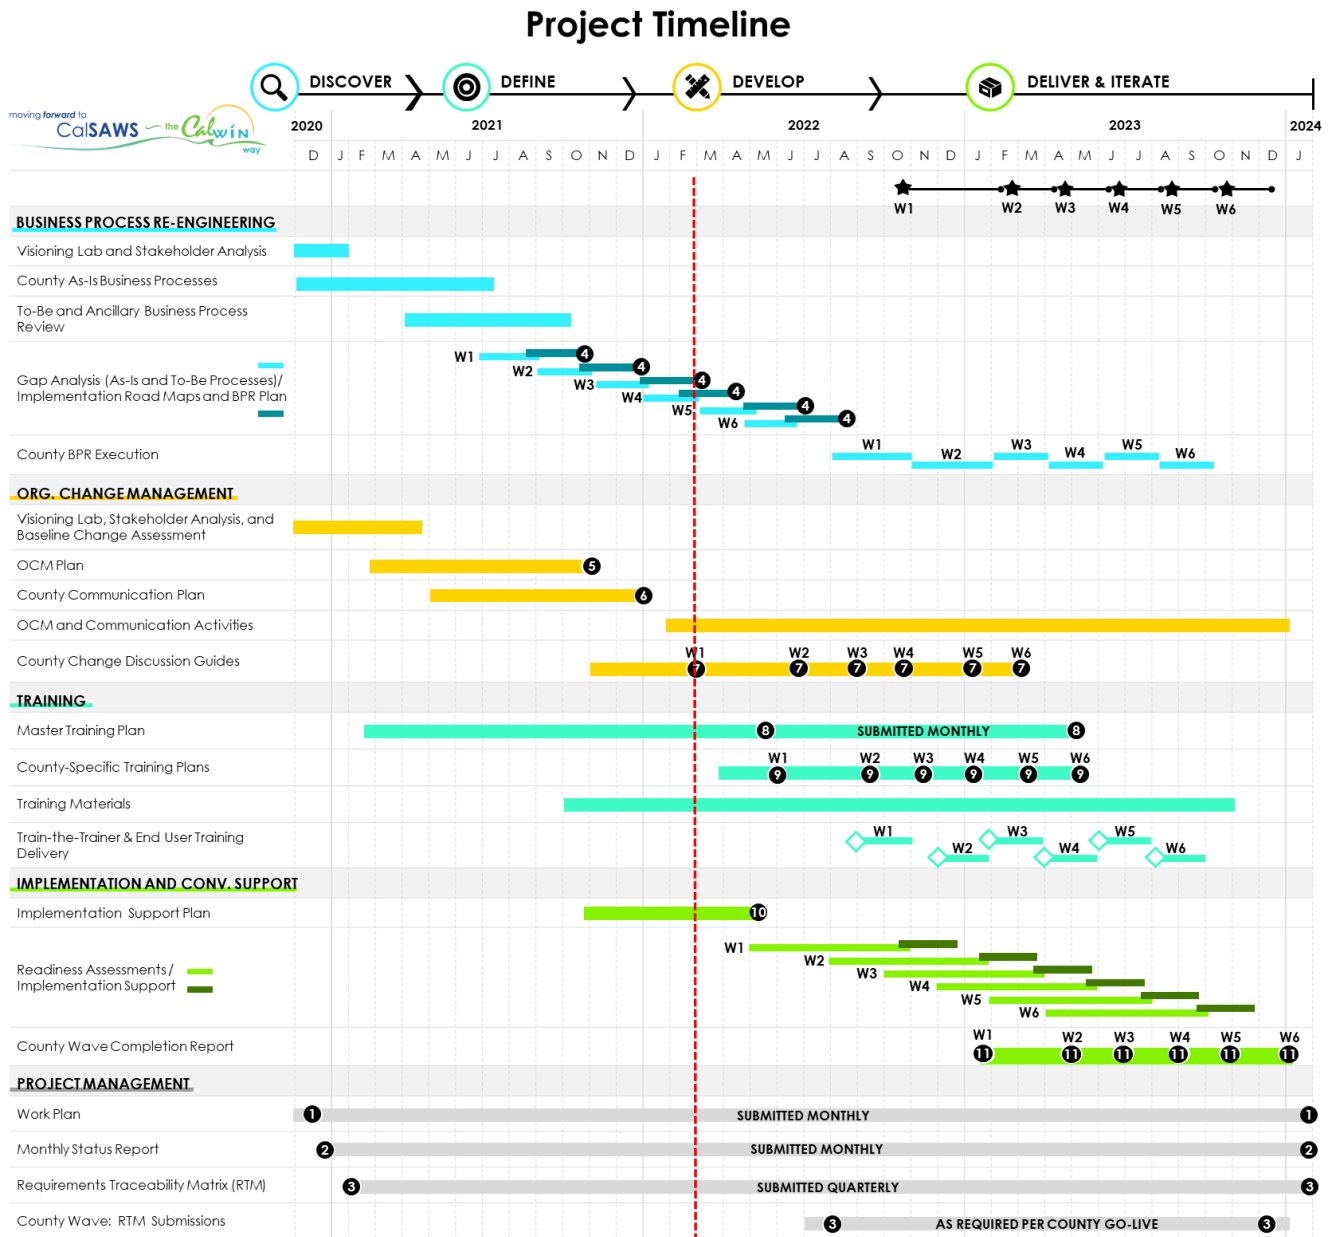 Project Timeline
DISCOVER
DEFINE
DEVELOP
DELIVER & ITERATE
moving forward to
CalSAWS the CalWIN
way
2020
2021
2022
2023
2024
D J F M A M J J A S O N D J F M A M J J A S O N D J F M A M J J A S O N D J
W1 W2 W3 W4 W5 W6
BUSINESS PROCESS RE-ENGINEERING
Visioning Lab and Stakeholder Analysis
County As-Is Business Processes
To-Be and Ancillary Business Process
Review
Gap Analysis (As-Is and To-Be Processes)/
Implementation Road Maps and BPR Plan
W1 4
W2 4
W3 4
W4 4
W5 4
W6 4
County BPR Execution
W1 W2 W3 W4 W5 W6
ORG. CHANGE MANAGEMENT
Visioning Lab, Stakeholder Analysis, and
Baseline Change Assessment
OCM Plan
5
County Communication Plan
6
OCM and Communication Activities
County Change Discussion Guides
W1 W2 W3 W4 W5 W6
7 7 7 7 7 7
TRAINING
Master Training Plan
8 SUBMITTED MONTHLY 8
County-Specific Training Plans
W1 W2 W3 W4 W5 W6
9 9 9 9 9 9
Training Materials
Train-the-Trainer & End User Training
Delivery
W1 W2 W3 W4 W5 W6
IMPLEMENTATION AND CONV. SUPPORT
Implementation Support Plan
10
Readiness Assessments/
Implementation Support
W1
W2
W3
W4
W5
W6
County Wave Completion Report
W1 W2 W3 W4 W5 W6
11 11 11 11 11 11
PROJECT MANAGEMENT
Work Plan
1 SUBMITTED MONTHLY 1
Monthly Status Report
2 SUBMITTED MONTHLY 2
Requirements Traceability Matrix (RTM)
3 SUBMITTED QUARTERLY 3
County Wave: RTM Submissions
3 AS REQUIRED PER COUNTY GO-LIVE 3